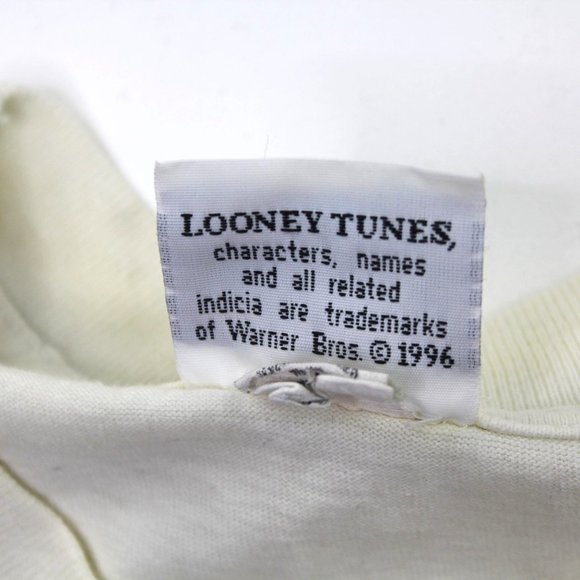 LOONEY TUNES,
characters, names
and all related
indicia are trademarks
of Warner Bros. © 1996